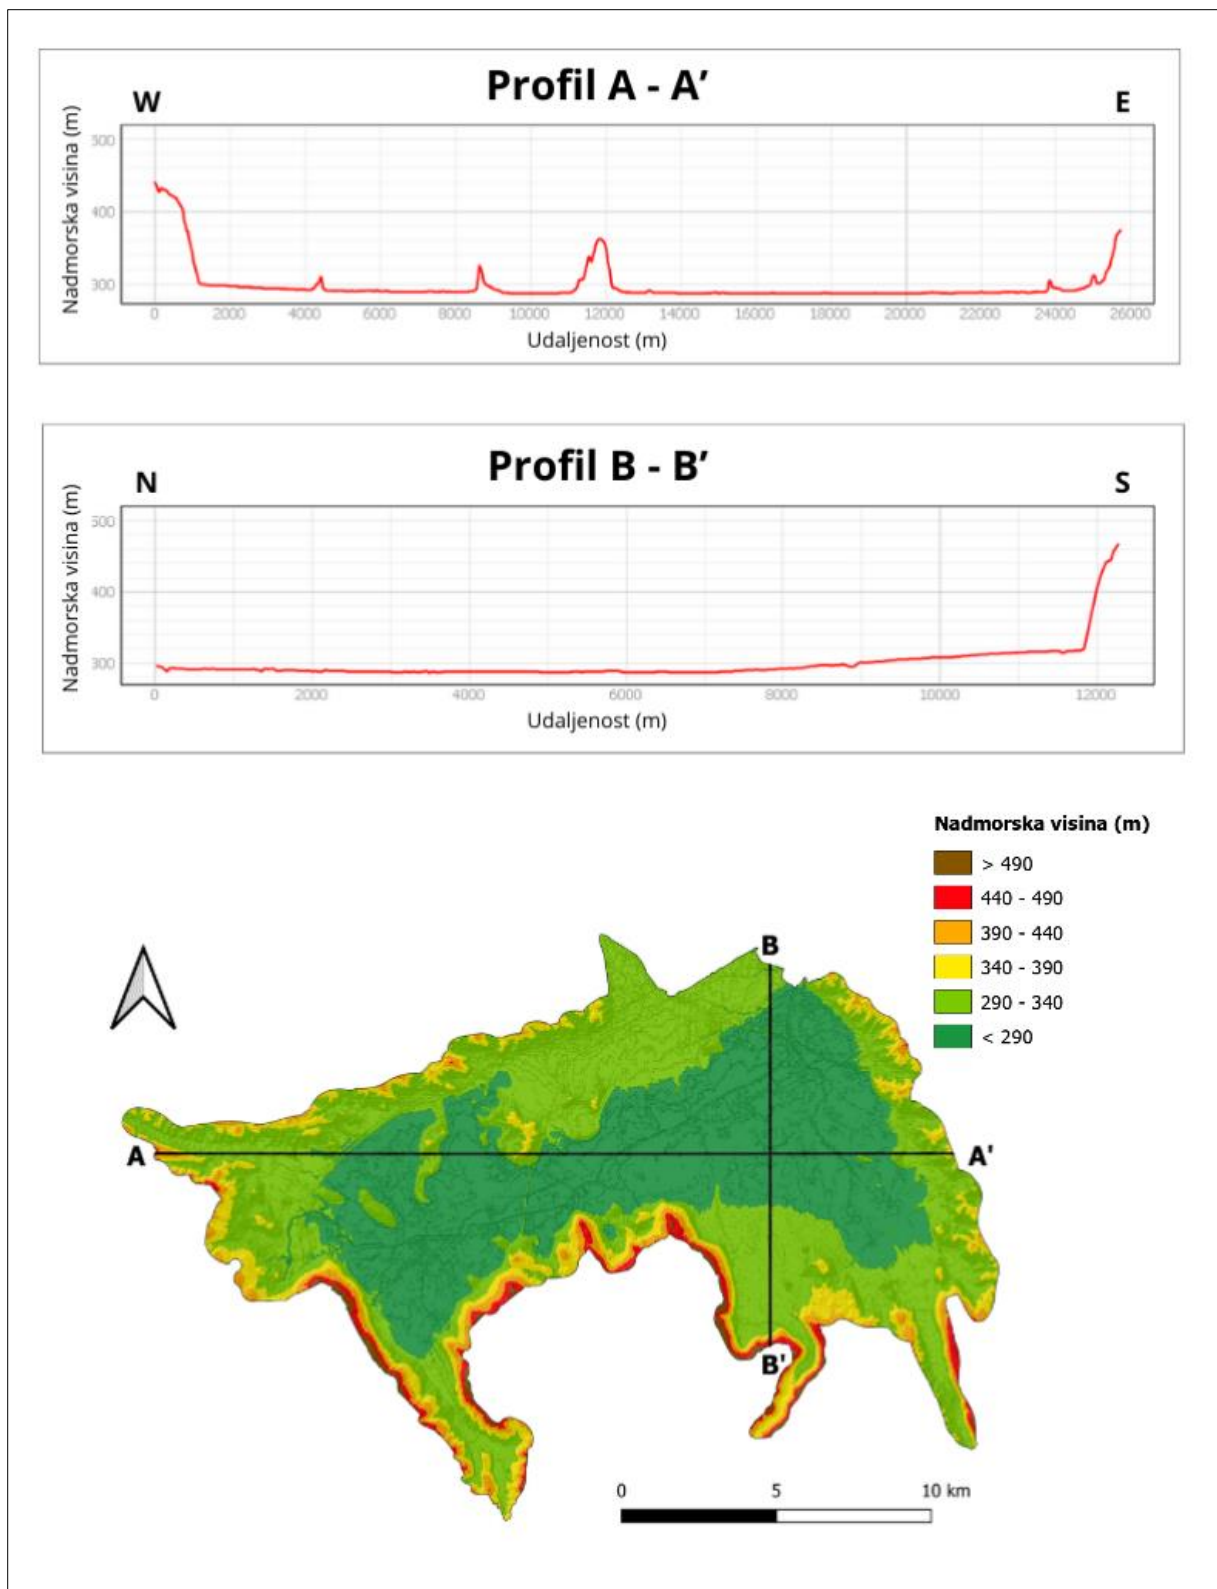 Profil A - A’
W
E
Nadmorska visina (m)
500
400
300
0 2000 4000 6000 8000 10000 12000 14000 16000 18000 20000 22000 24000 26000
Udaljenost (m)
Profil B - B’
N
S
Nadmorska visina (m)
500
400
300
0 2000 4000 6000 8000 10000 12000
Udaljenost (m)
Nadmorska visina (m)
> 490
440 - 490
390 - 440
340 - 390
290 - 340
< 290
B
A
A'
B'
0 5 10 km